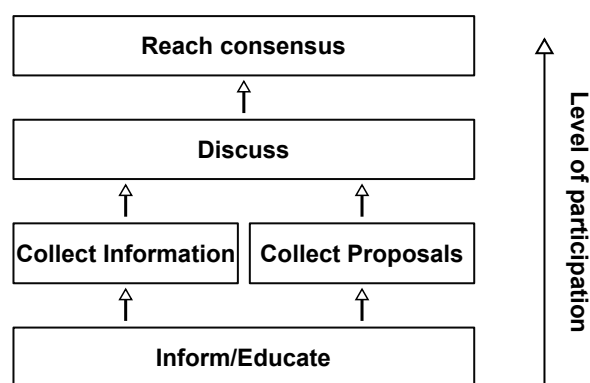 Reach consensus
Discuss
Collect Information
Collect Proposals
Inform/Educate
Level of participation